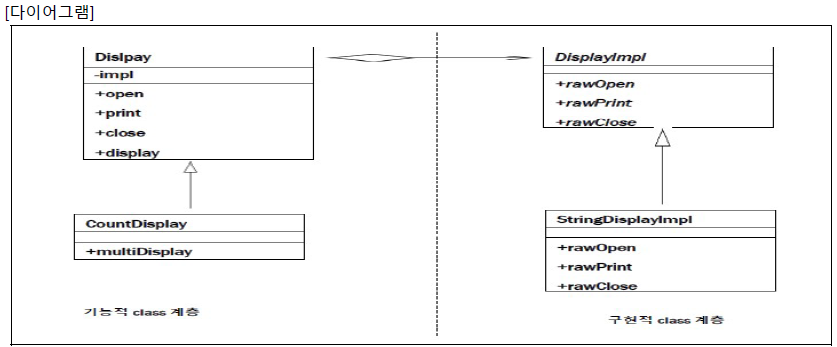 [다이어그램]
Dislpay
-impl
+open
+print
+close
+display
DisplayImpl
+rawOpen
+rawPrint
+rawClose
CountDisplay
+multiDisplay
StringDisplayImpl
+rawOpen
+rawPrint
+rawClose
기능적 class 계층
구현적 class 계층